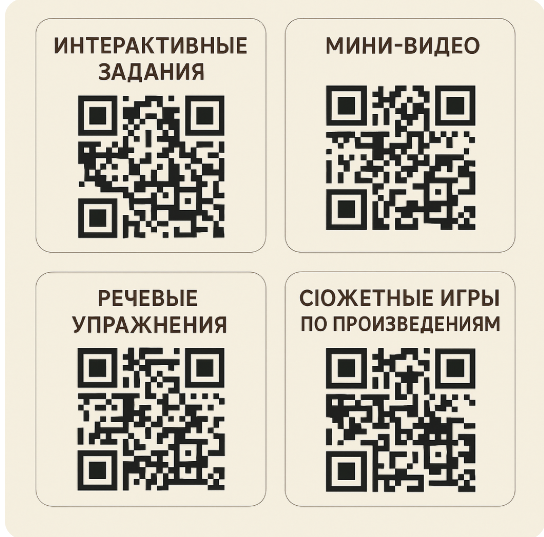 ИНТЕРАКТИВНЫЕ
ЗАДАНИЯ
МИНИ-ВИДЕО
РЕЧЕВЫЕ
УПРАЖНЕНИЯ
СЮЖЕТНЫЕ ИГРЫ
ПО ПРОИЗВЕДЕНИЯМ